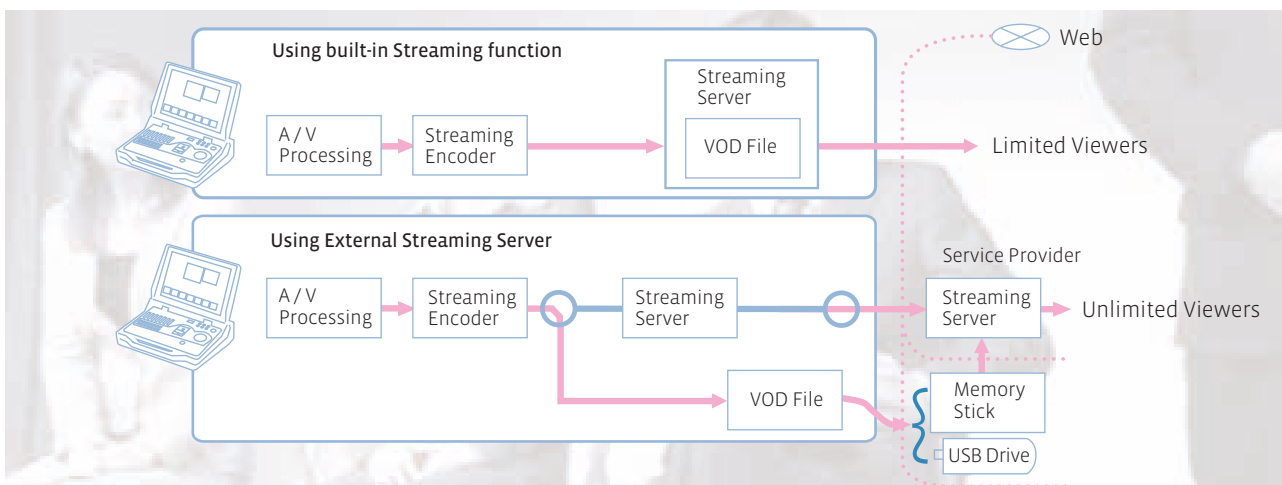 Using built-in Streaming function
Web
Streaming
Server
A / V
Processing
Streaming
Encoder
VOD File
Limited Viewers
Using External Streaming Server
Service Provider
A / V
Processing
Streaming
Encoder
Streaming
Server
Streaming
Server
Unlimited Viewers
VOD File
Memory
Stick
USB Drive